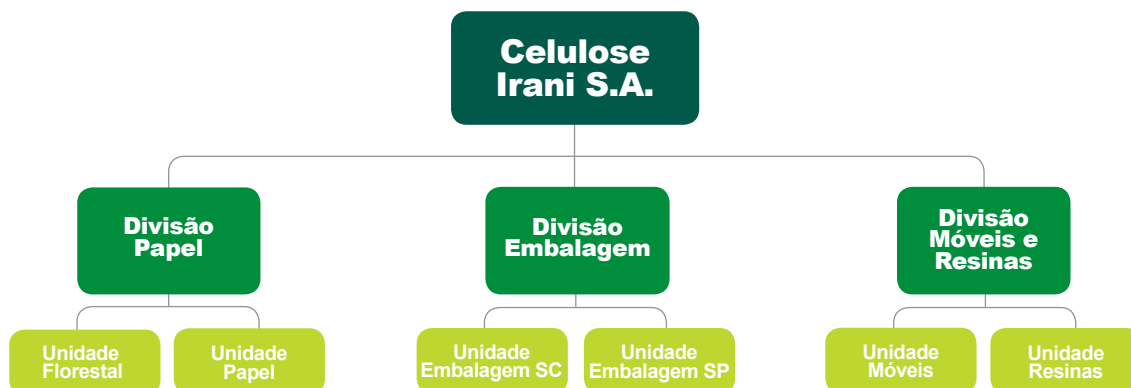 Celulose
Irani S.A.
Divisão
Papel
Divisão
Embalagem
Divisão
Móveis e
Resinas
Unidade
Florestal
Unidade
Papel
Unidade
Embalagem SC
Unidade
Embalagem SP
Unidade
Móveis
Unidade
Resinas